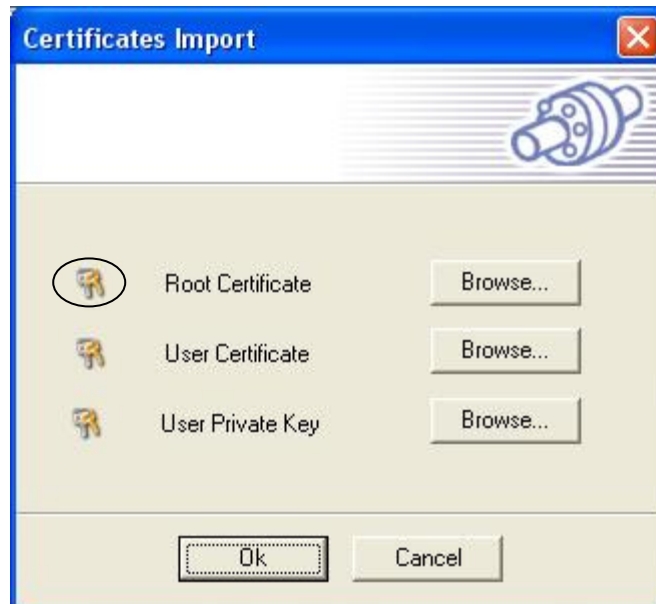 Certificates Import
Root Certificate Browse...
User Certificate Browse...
User Private Key Browse...
Ok Cancel